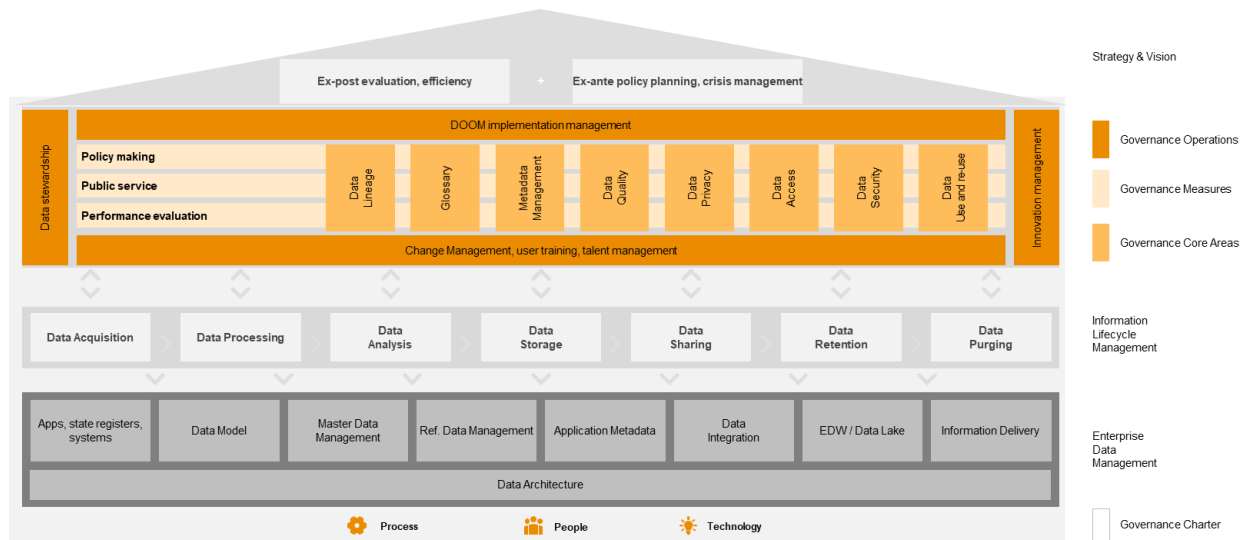 Strategy & Vision
Ex-post evaluation, efficiency
+
Ex-ante policy planning, crisis management
Data stewardship
DOOM implementation management
Innovation management
Governance Operations
Policy making
Public service
Performance evaluation
Data
Lineage
Glossary
Metadata
Management
Data
Quality
Data
Privacy
Data
Access
Data
Security
Data
Use and re-use
Governance Measures
Governance Core Areas
Change Management, user training, talent management
Data Acquisition
Data Processing
Data
Analysis
Data
Storage
Data
Sharing
Data
Retention
Data
Purging
Information
Lifecycle
Management
Apps, state registers,
systems
Data Model
Master Data
Management
Ref. Data Management
Application Metadata
Data
Integration
EDW / Data Lake
Information Delivery
Enterprise
Data
Management
Data Architecture
Process
People
Technology
Governance Charter